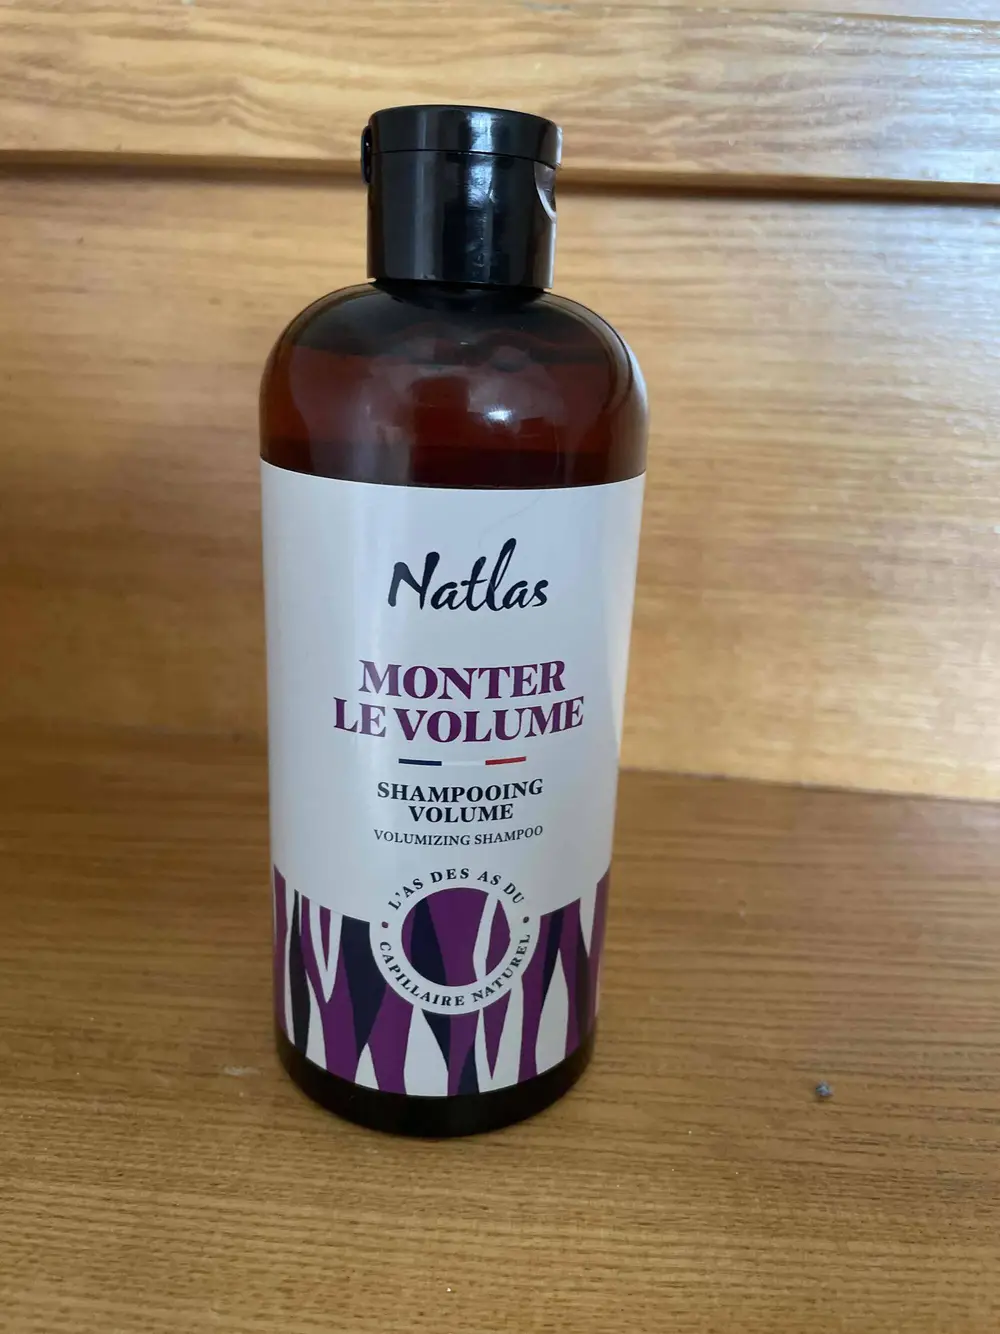 Natlas
MONTER
LE VOLUME
SHAMPOOING
VOLUME
VOLUMIZING SHAMPOO
L'AS DES AS DU
CAPILLAIRE NATUREL